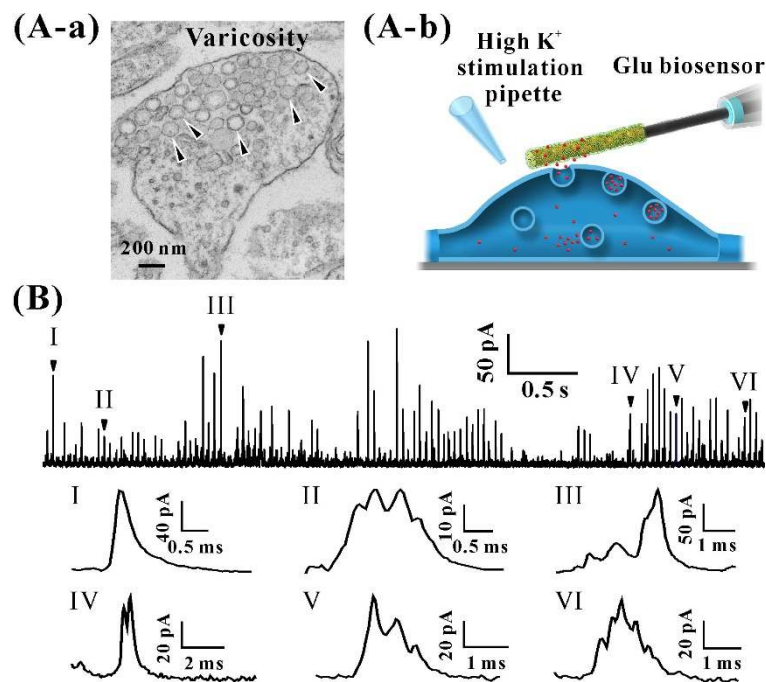 (A-a)
Varicosity
200 nm
(A-b)
High K⁺
stimulation
pipette
Glu biosensor
(B)
I
II
III
50 pA
0.5 s
IV
V
VI
I
40 pA
0.5 ms
II
10 pA
0.5 ms
III
50 pA
1 ms
IV
20 pA
2 ms
V
20 pA
1 ms
VI
20 pA
1 ms